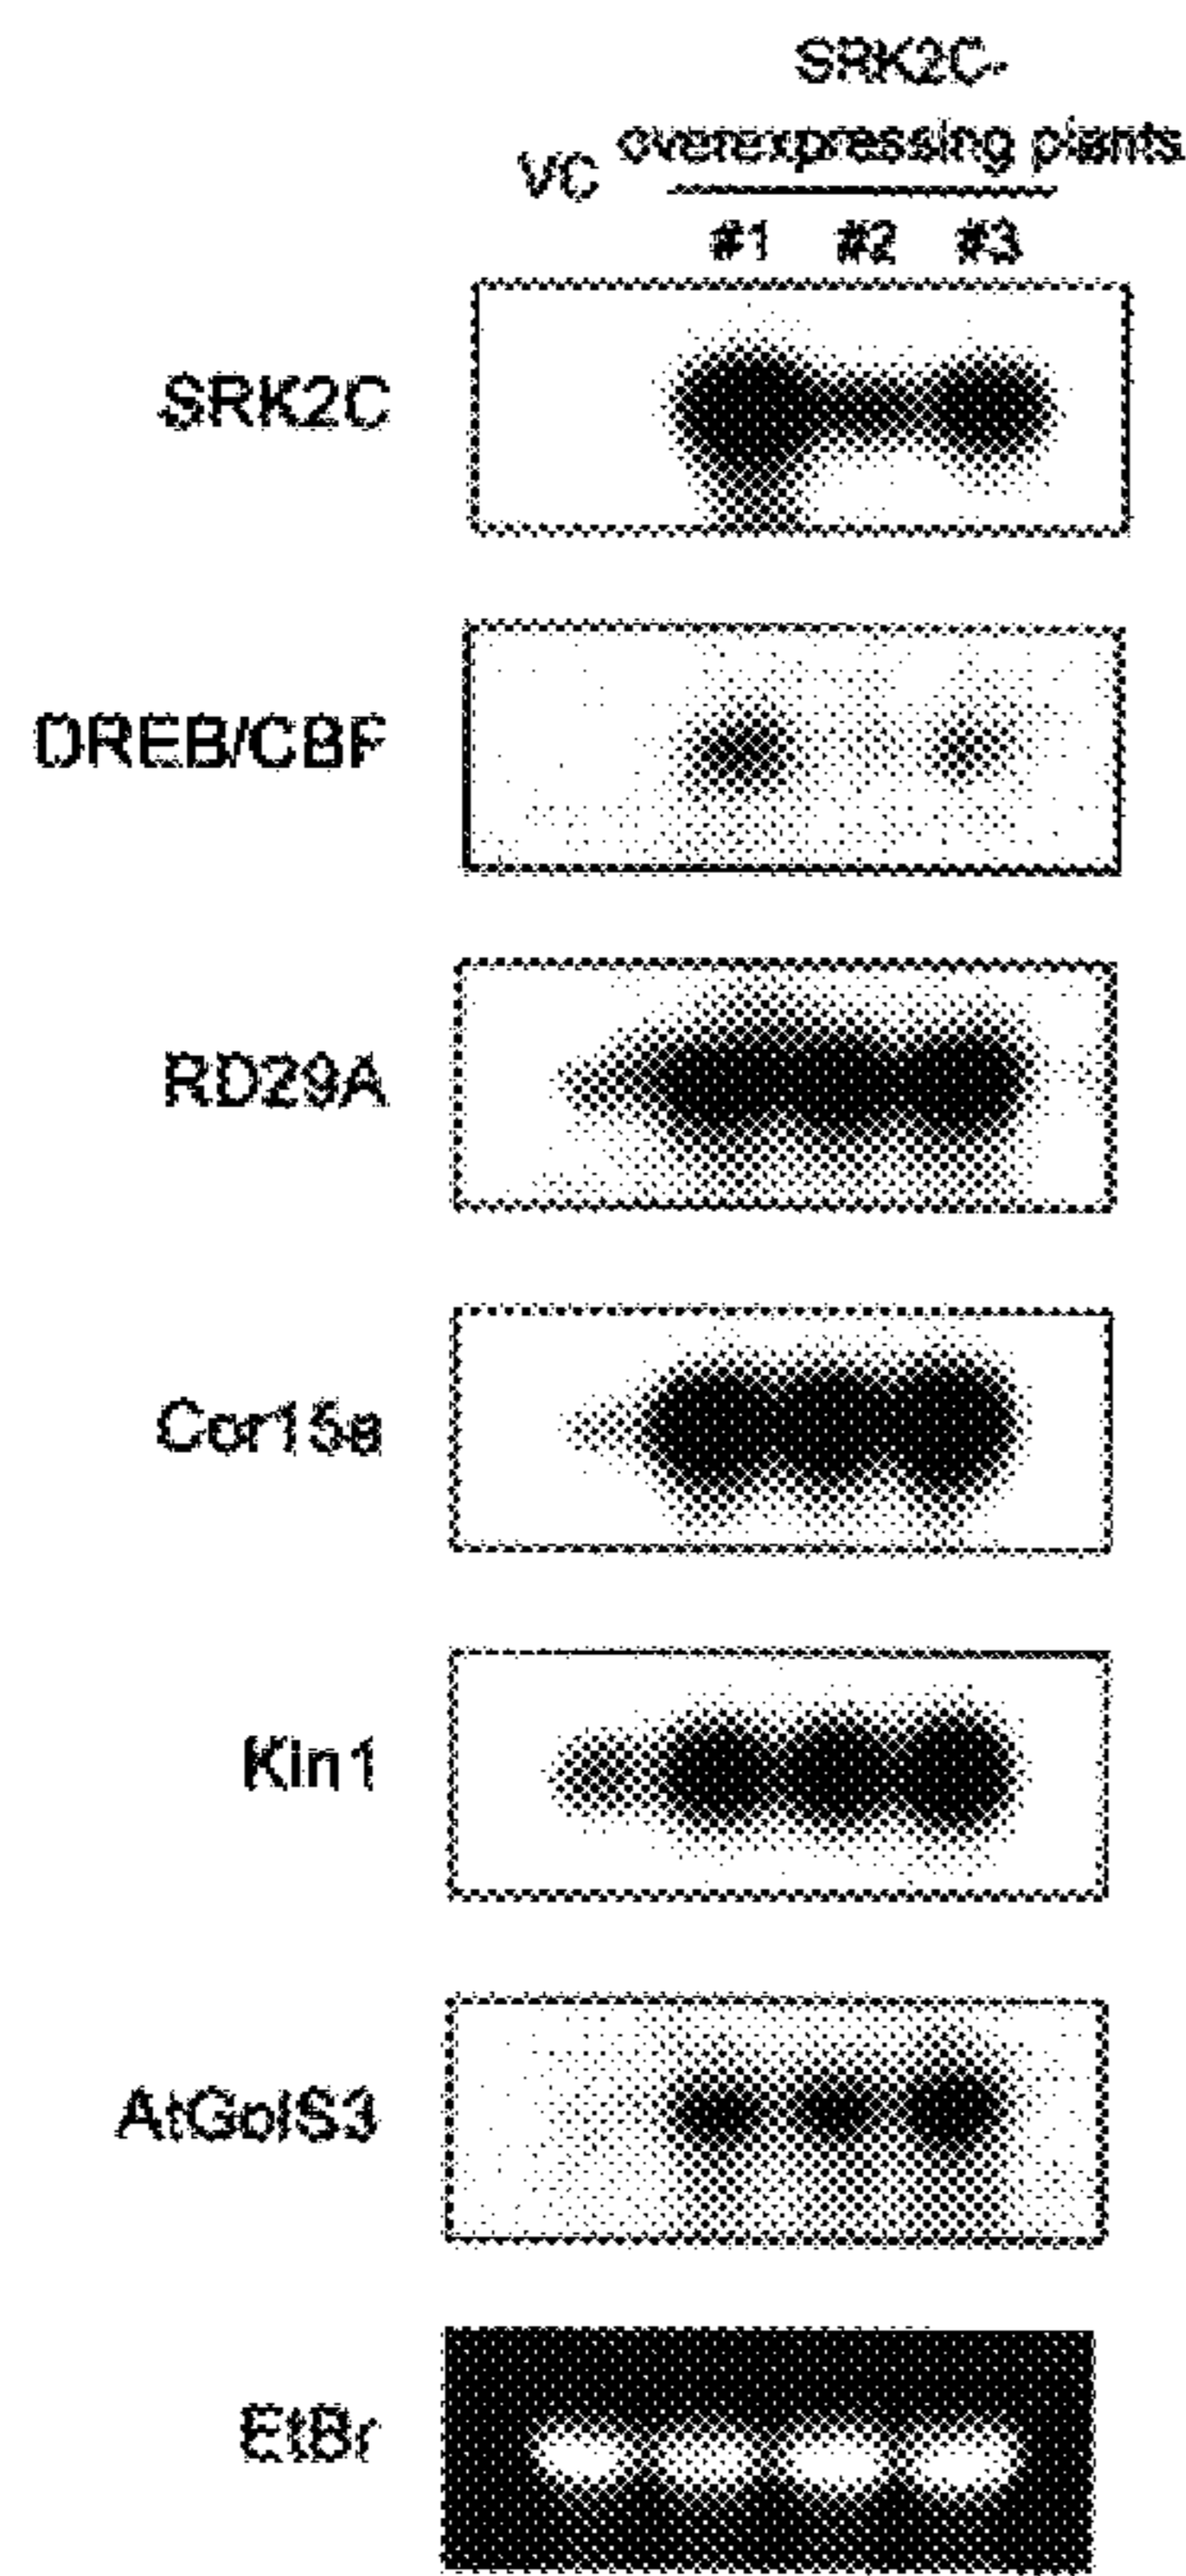 SRK2C-
overexpressing plants
VC
#1 #2 #3
SRK2C
DREB/CBF
RD29A
Cor15a
Kin1
AtGolS3
EtBr